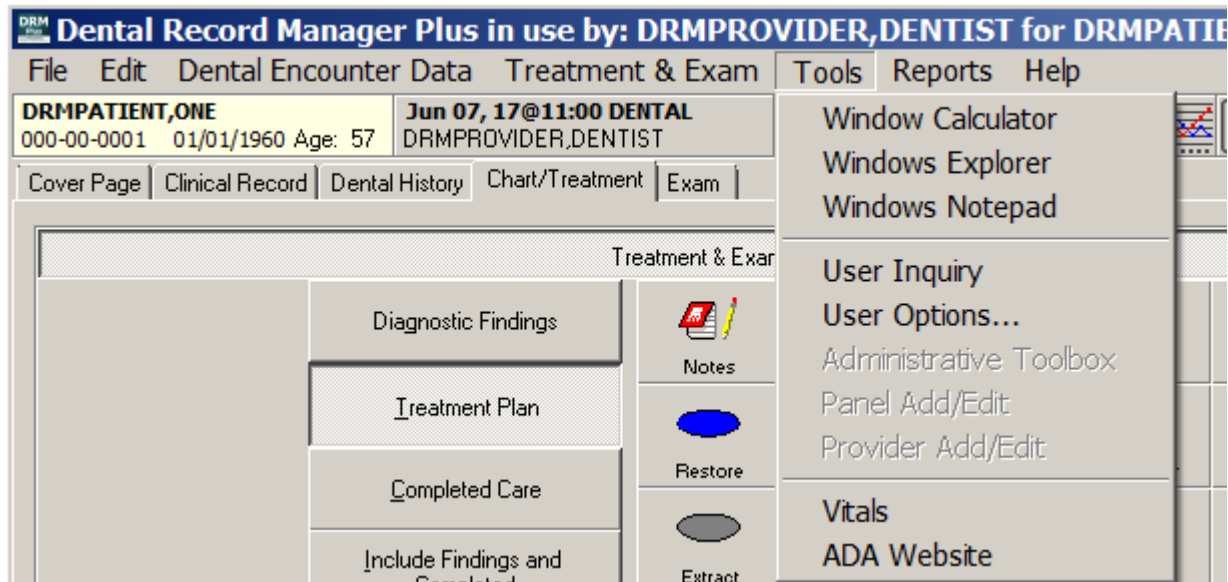 DRM Plus Dental Record Manager Plus in use by: DRMPROVIDER,DENTIST for DRMPATIE
File Edit Dental Encounter Data Treatment & Exam Tools Reports Help
DRMPATIENT,ONE
000-00-0001 01/01/1960 Age: 57
Jun 07, 17@11:00 DENTAL
DRMPROVIDER,DENTIST
Cover Page Clinical Record Dental History Chart/Treatment Exam
Treatment & Exa
Diagnostic Findings
Treatment Plan
Completed Care
Include Findings and
Completed
Notes
Restore
Extract
Window Calculator
Windows Explorer
Windows Notepad
User Inquiry
User Options...
Administrative Toolbox
Panel Add/Edit
Provider Add/Edit
Vitals
ADA Website